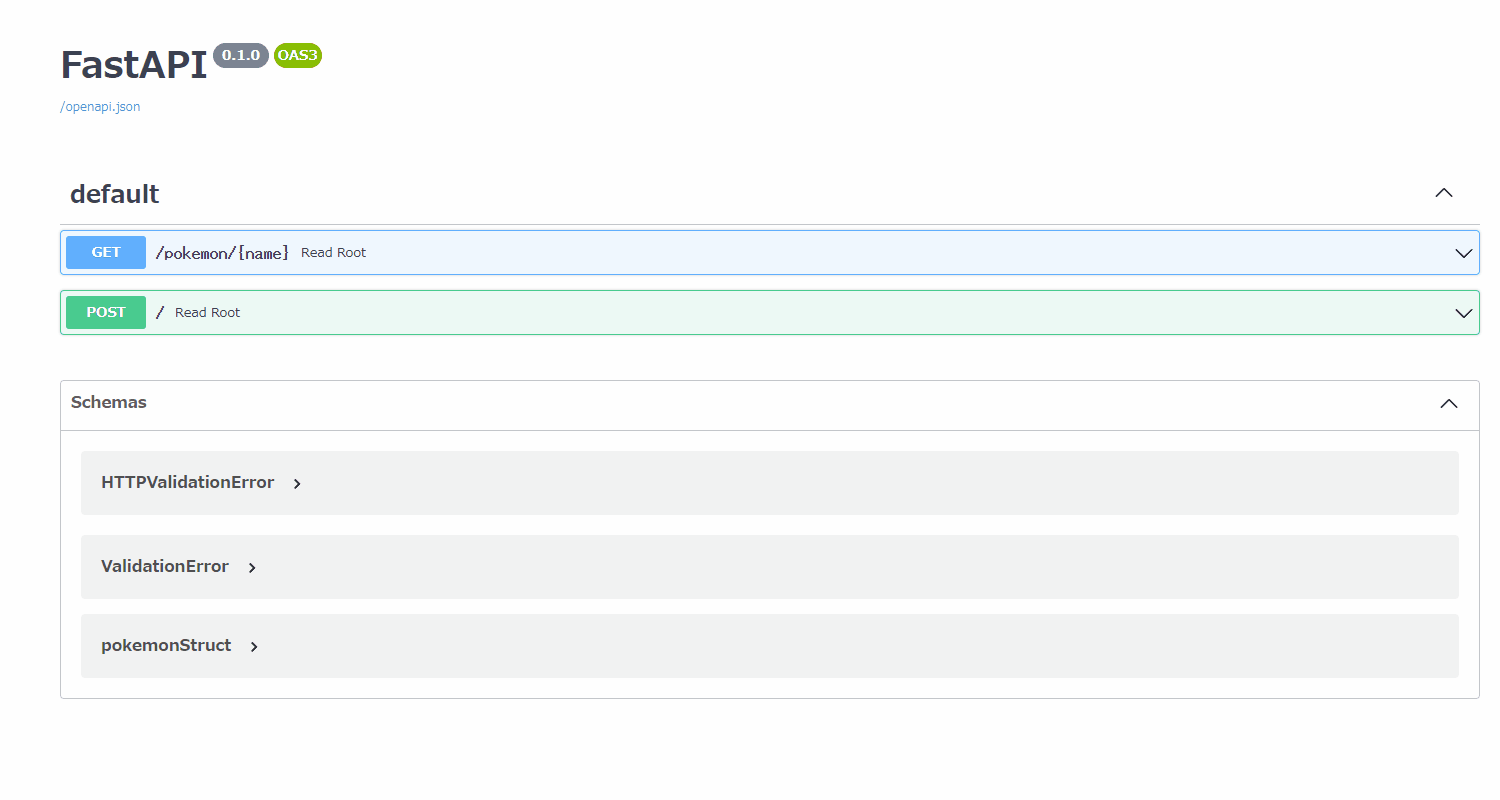 FastAPI 0.1.0 OAS3
/openapi.json
default
GET /pokemon/{name} Read Root
POST / Read Root
Schemas
HTTPValidationError
ValidationError
pokemonStruct